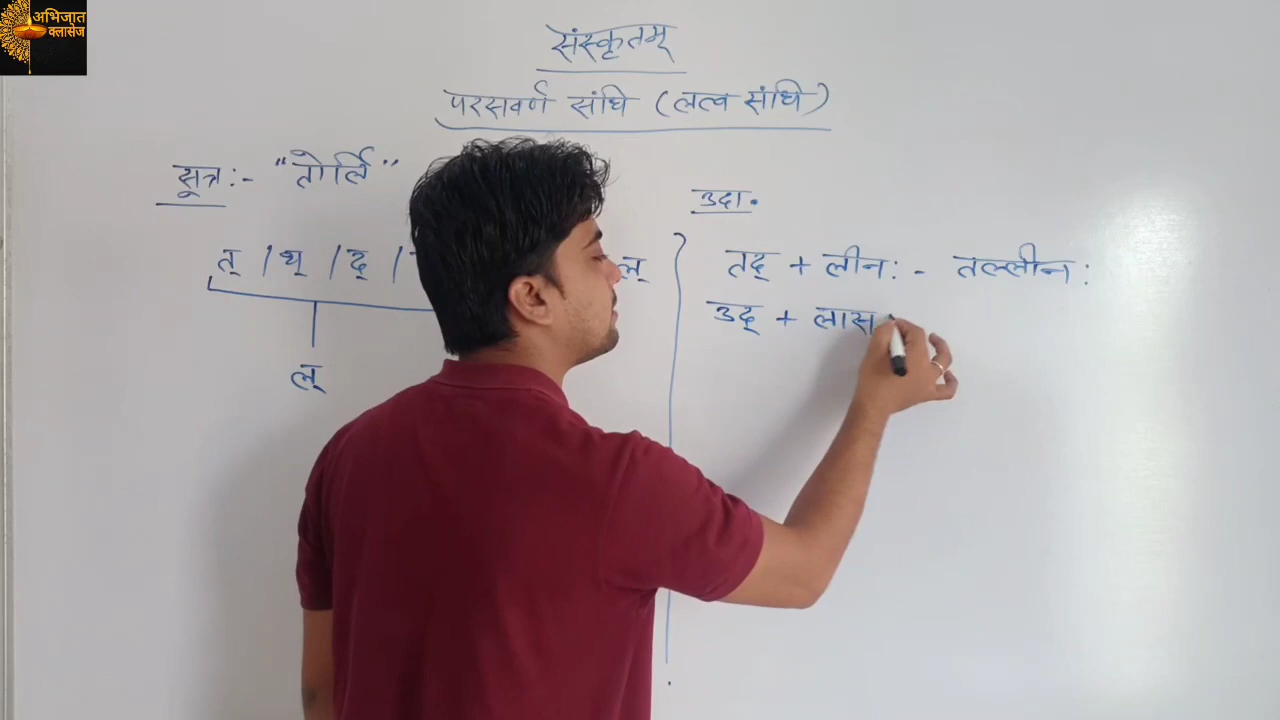 अभिजात
क्लासेज
संस्कृतम्
परसवर्ण संधि (लत्व संधि)
सूत्र :- "तोर्लि"
त् / थ् / द् /
ल्
ल्
उदा.
तद् + लीन: - तल्लीन:
उद् + लास